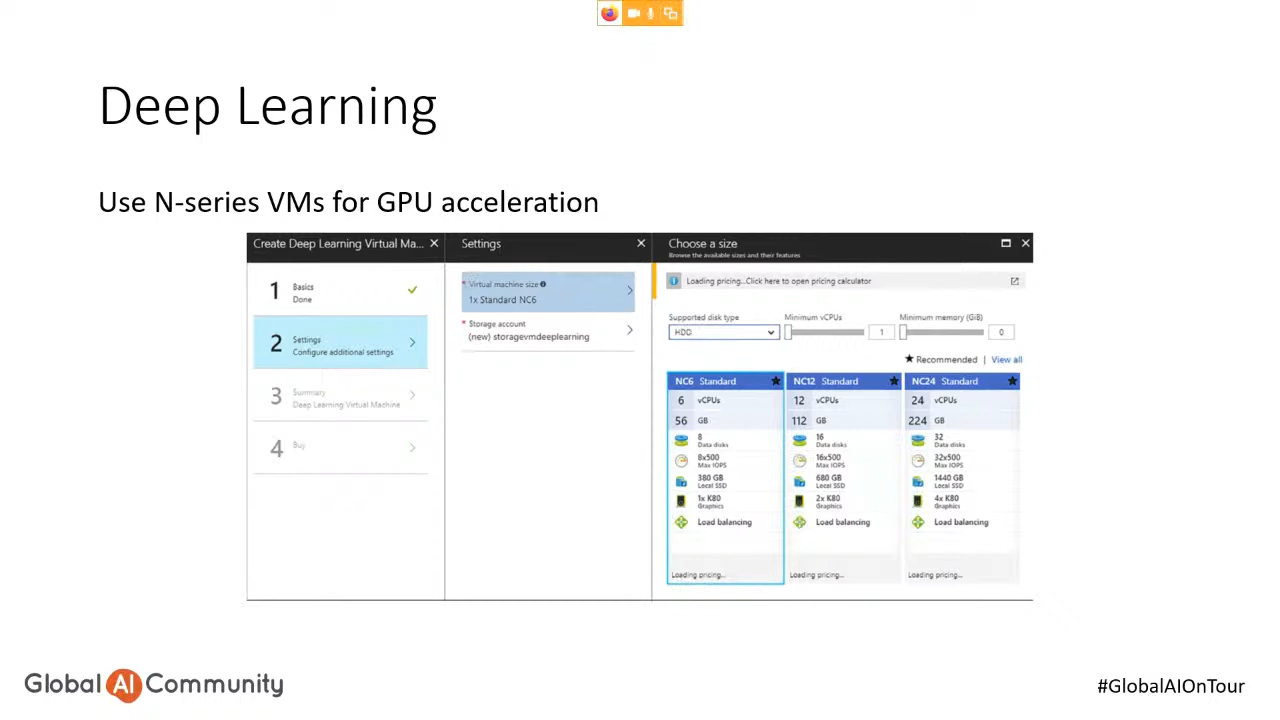 Deep Learning
Use N-series VMs for GPU acceleration
Create Deep Learning Virtual Ma...
1
Basics
Done
2
Settings
Configure additional settings
3
Summary
Deep Learning Virtual Machine
4
Buy
Settings
* Virtual machine size
1x Standard NC6
* Storage account
(new) storagevmdeeplearning
Choose a size
Browse the available sizes and their features
Loading pricing...Click here to open pricing calculator
Supported disk type
HDD
Minimum vCPUs
1
Minimum memory (GiB)
0
★ Recommended | View all
NC6 Standard
6 vCPUs
56 GB
8
Data disks
8x500
Max IOPS
380 GB
Local SSD
1x K80
Graphics
Load balancing
Loading pricing...
NC12 Standard
12 vCPUs
112 GB
16
Data disks
16x500
Max IOPS
680 GB
Local SSD
2x K80
Graphics
Load balancing
Loading pricing...
NC24 Standard
24 vCPUs
224 GB
32
Data disks
32x500
Max IOPS
1440 GB
Local SSD
4x K80
Graphics
Load balancing
Loading pricing...
Global AI Community
#GlobalAIOnTour